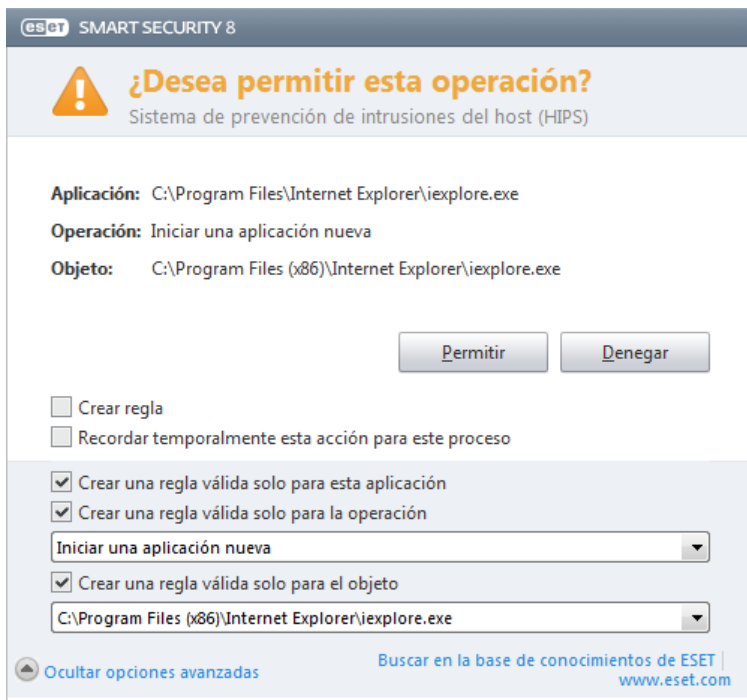 eset SMART SECURITY 8
¿Desea permitir esta operación?
Sistema de prevención de intrusiones del host (HIPS)
Aplicación: C:\Program Files\Internet Explorer\iexplore.exe
Operación: Iniciar una aplicación nueva
Objeto: C:\Program Files (x86)\Internet Explorer\iexplore.exe
Permitir Denegar
Crear regla
Recordar temporalmente esta acción para este proceso
Crear una regla válida solo para esta aplicación
Crear una regla válida solo para la operación
Iniciar una aplicación nueva
Crear una regla válida solo para el objeto
C:\Program Files (x86)\Internet Explorer\iexplore.exe
Ocultar opciones avanzadas
Buscar en la base de conocimientos de ESET
www.eset.com